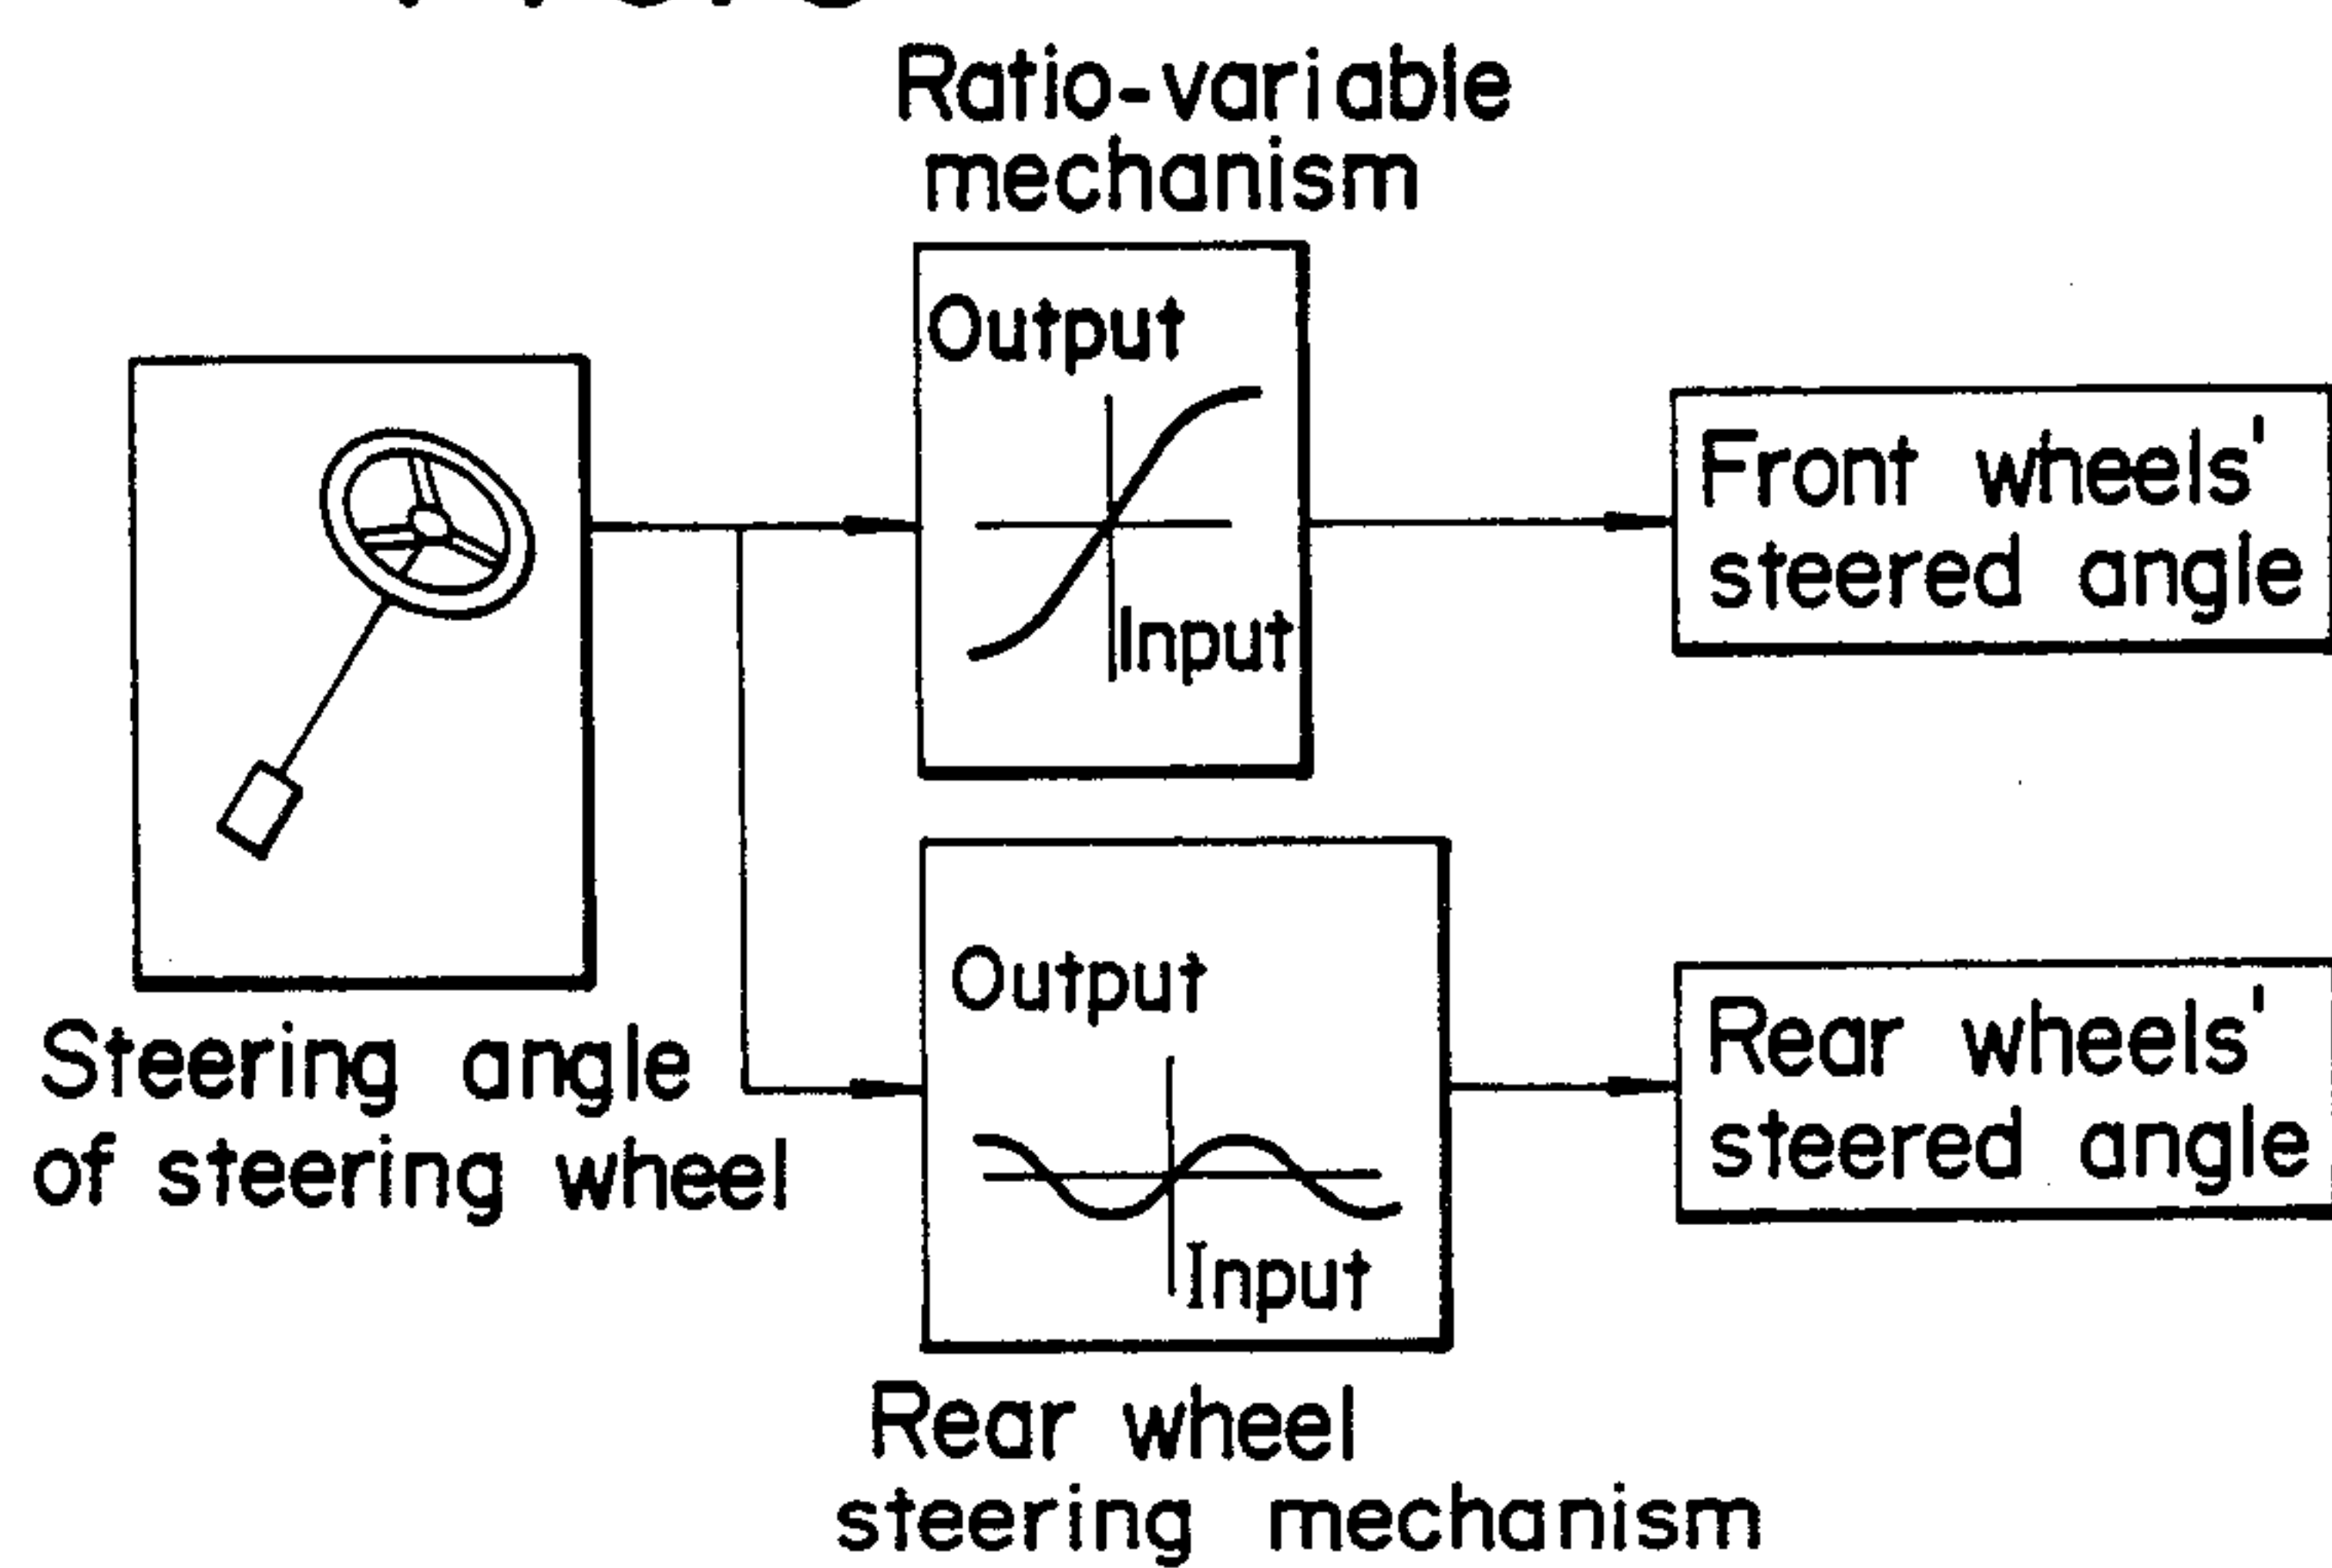 Ratio-variable
mechanism
Output
Input
Front wheels'
steered angle
Steering angle
of steering wheel
Output
Input
Rear wheels'
steered angle
Rear wheel
steering mechanism